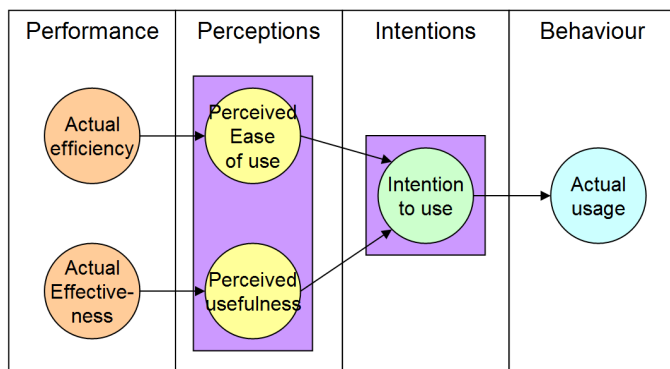 Performance
Perceptions
Intentions
Behaviour
Actual
efficiency
Perceived
Ease
of use
Intention
to use
Actual
usage
Actual
Effective-
ness
Perceived
usefulness